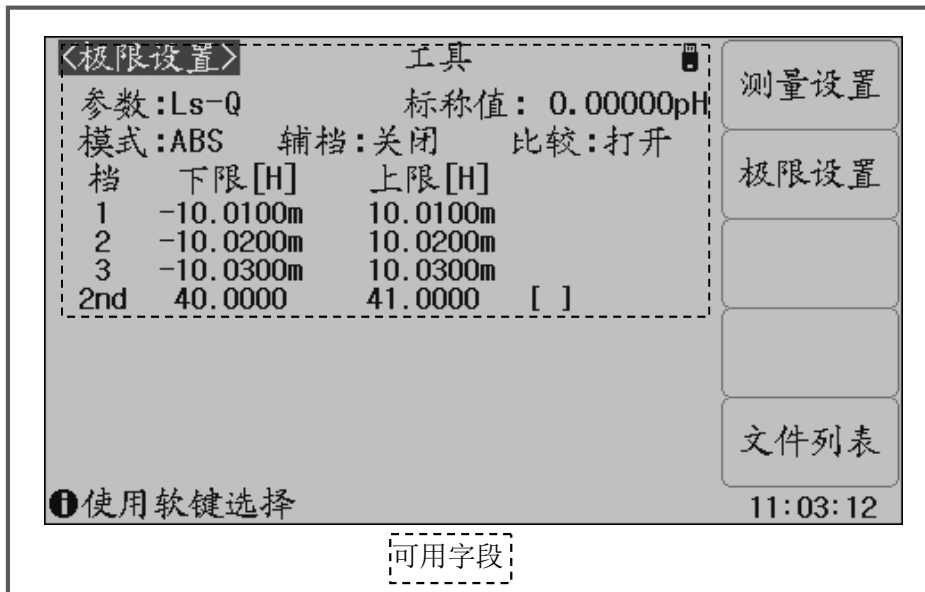 <极限设置> 工具
参数:Ls-Q 标称值: 0.00000pH
模式:ABS 辅档:关闭 比较:打开
档 下限[H] 上限[H]
1 -10.0100m 10.0100m
2 -10.0200m 10.0200m
3 -10.0300m 10.0300m
2nd 40.0000 41.0000 [ ]
使用软键选择
测量设置
极限设置
文件列表
11:03:12
可用字段